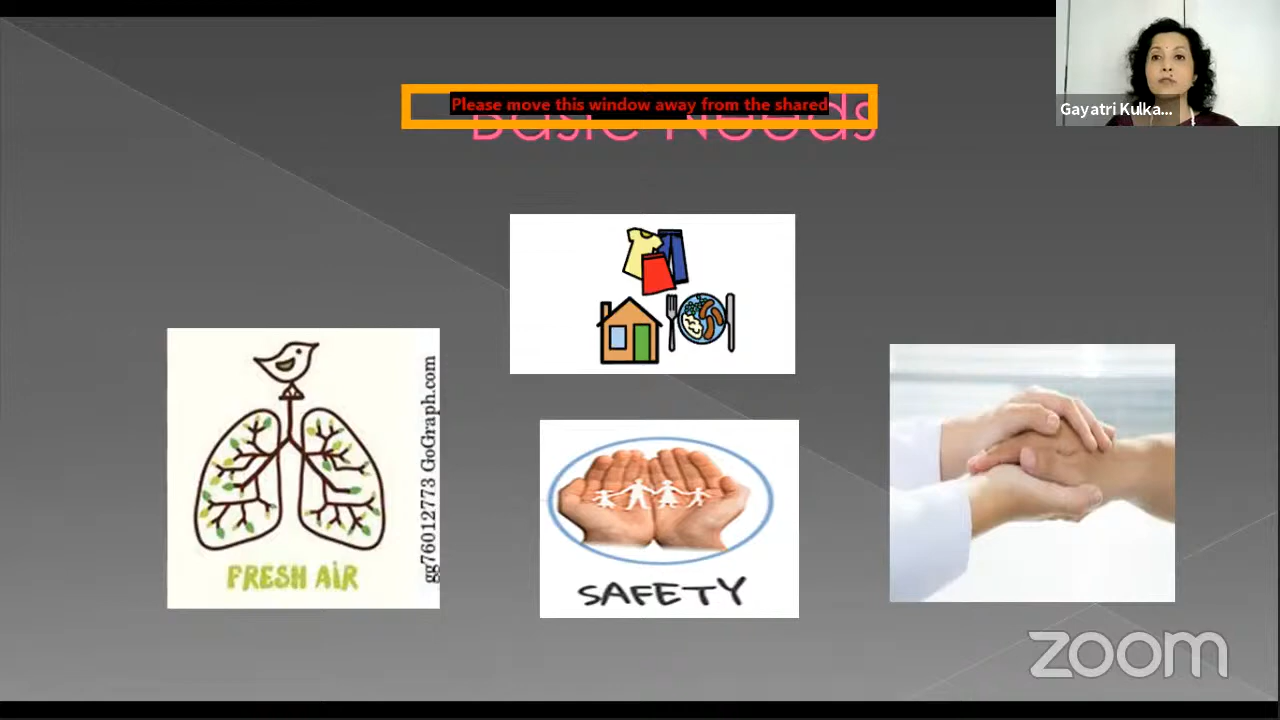 Please move this window away from the shared
Basic Needs
Gayatri Kulka...
FRESH AiR
gg76012773 GoGraph.com
SAFETY
zoom